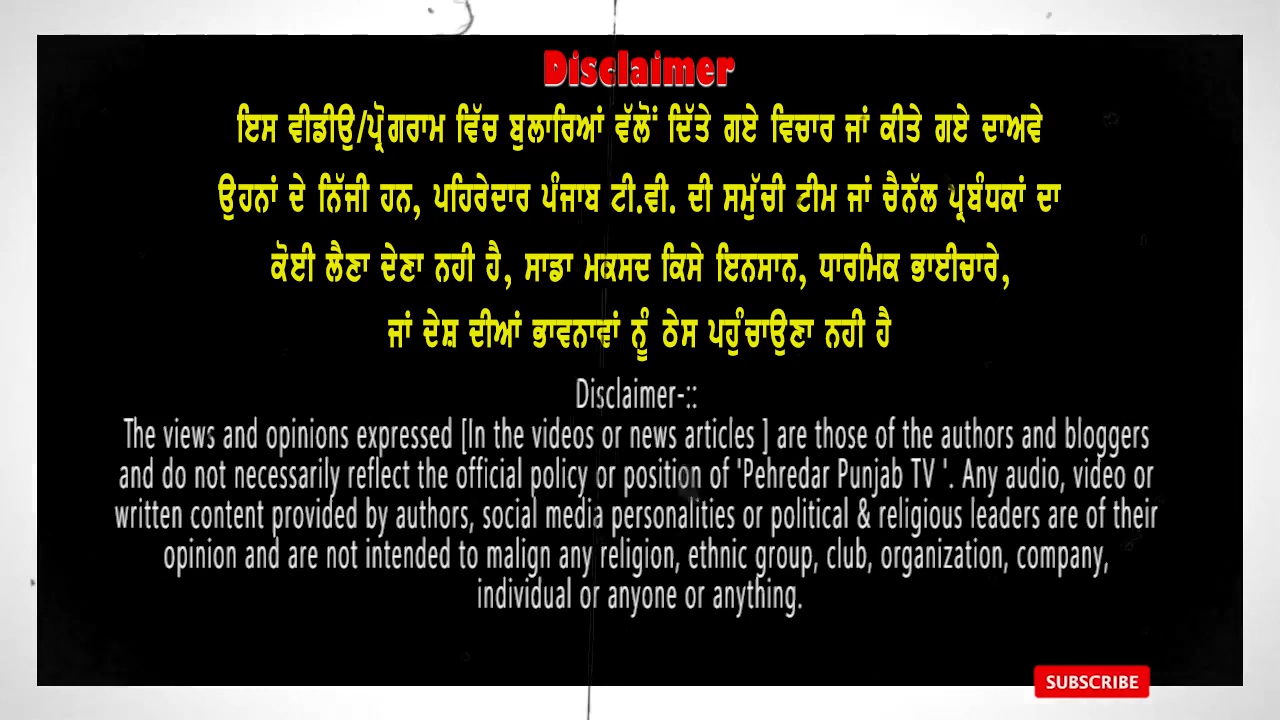 Disclaimer
ਇਸ ਵੀਡੀਉ/ਪ੍ਰੋਗਰਾਮ ਵਿੱਚ ਬੁਲਾਰਿਆਂ ਵੱਲੋਂ ਦਿੱਤੇ ਗਏ ਵਿਚਾਰ ਜਾਂ ਕੀਤੇ ਗਏ ਦਾਅਵੇ
ਉਹਨਾਂ ਦੇ ਨਿੱਜੀ ਹਨ, ਪਹਿਰੇਦਾਰ ਪੰਜਾਬ ਟੀ.ਵੀ. ਦੀ ਸਮੁੱਚੀ ਟੀਮ ਜਾਂ ਚੈਨੱਲ ਪ੍ਰਬੰਧਕਾਂ ਦਾ
ਕੋਈ ਲੈਣਾ ਦੇਣਾ ਨਹੀ ਹੈ, ਸਾਡਾ ਮਕਸਦ ਕਿਸੇ ਇਨਸਾਨ, ਧਾਰਮਿਕ ਭਾਈਚਾਰੇ,
ਜਾਂ ਦੇਸ਼ ਦੀਆਂ ਭਾਵਨਾਵਾਂ ਨੂੰ ਠੇਸ ਪਹੁੰਚਾਉਣਾ ਨਹੀ ਹੈ
Disclaimer-::
The views and opinions expressed [In the videos or news articles ] are those of the authors and bloggers
and do not necessarily reflect the official policy or position of 'Pehredar Punjab TV '. Any audio, video or
written content provided by authors, social media personalities or political & religious leaders are of their
opinion and are not intended to malign any religion, ethnic group, club, organization, company,
individual or anyone or anything.
SUBSCRIBE